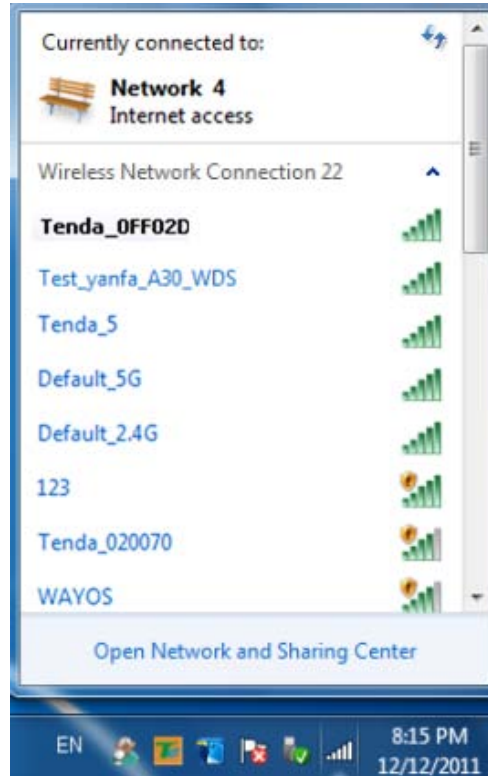 Currently connected to:
Network 4
Internet access
Wireless Network Connection 22
Tenda_0FF02D
Test_yanfa_A30_WDS
Tenda_5
Default_5G
Default_2.4G
123
Tenda_020070
WAYOS
Open Network and Sharing Center
EN
8:15 PM
12/12/2011